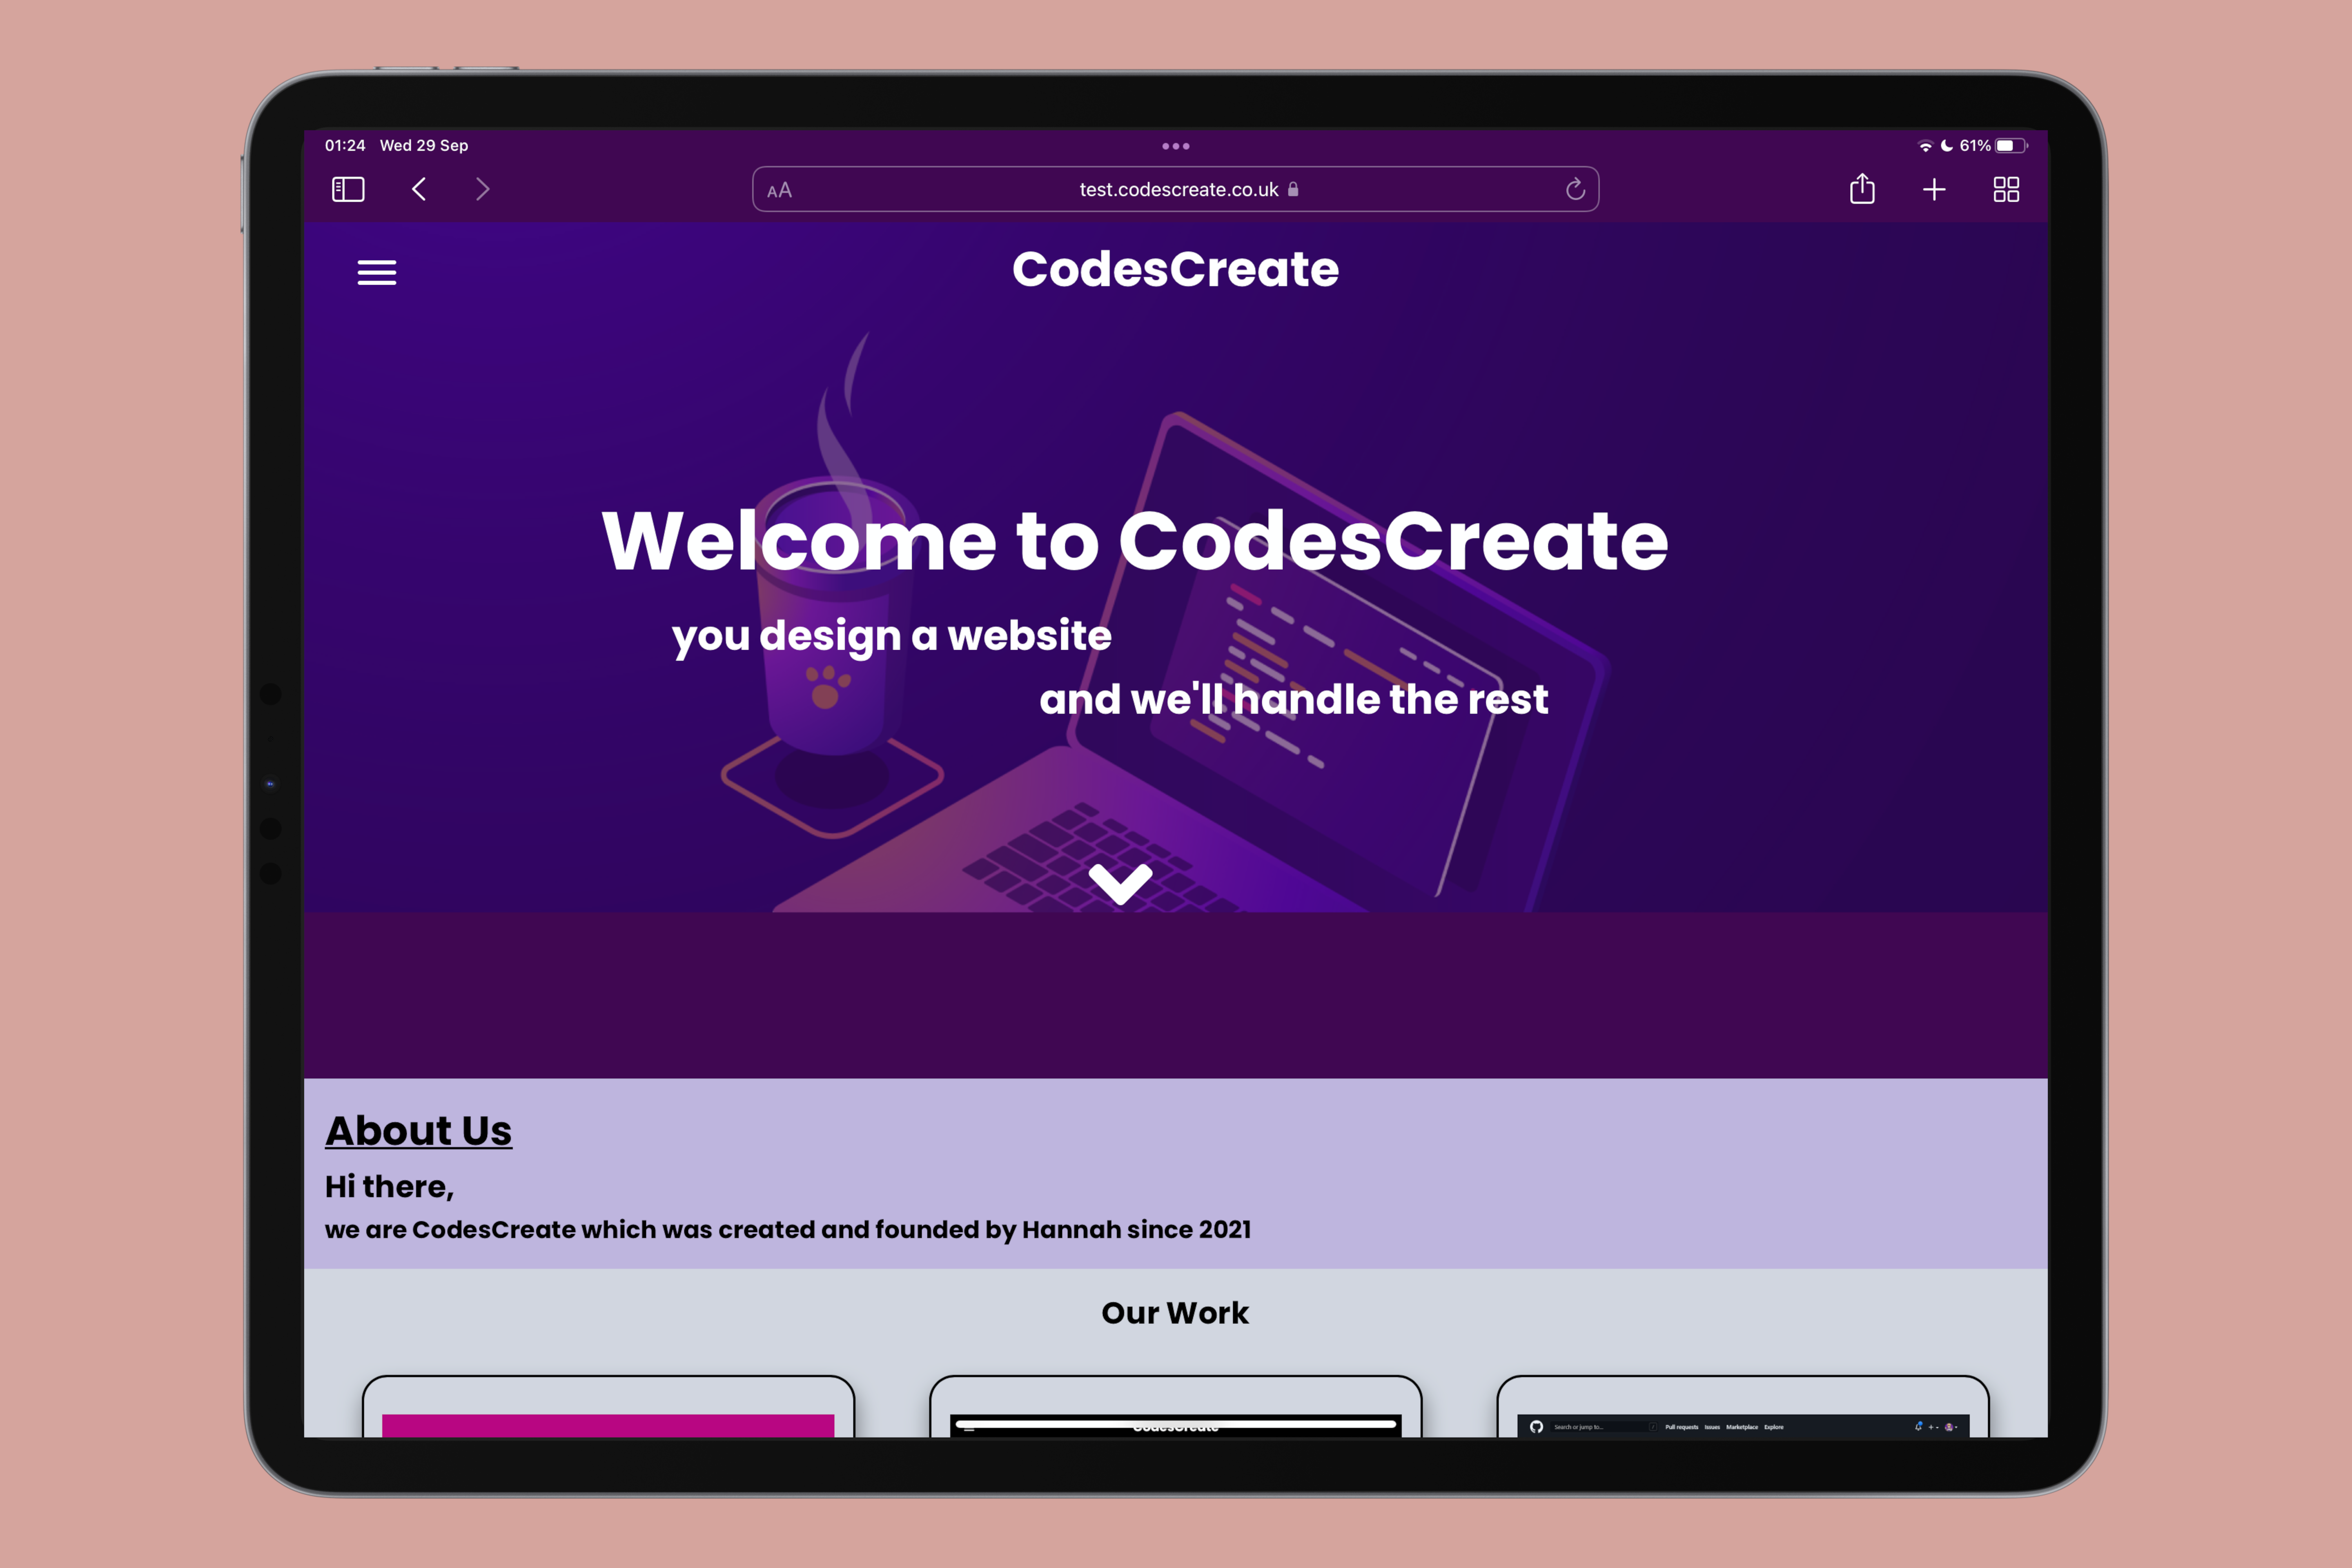 01:24 Wed 29 Sep
61%
AA test.codescreate.co.uk
CodesCreate
Welcome to CodesCreate
you design a website
and we'll handle the rest
About Us
Hi there,
we are CodesCreate which was created and founded by Hannah since 2021
Our Work
CodesCreate
Search or jump to... / Pull requests Issues Marketplace Explore